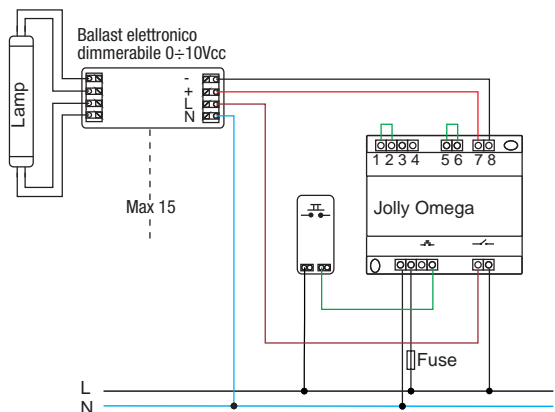 Ballast elettronico
dimmerabile 0÷10Vcc
Lamp
-
+
L
N
Max 15
1 2 3 4 5 6 7 8
Jolly Omega
Fuse
L
N